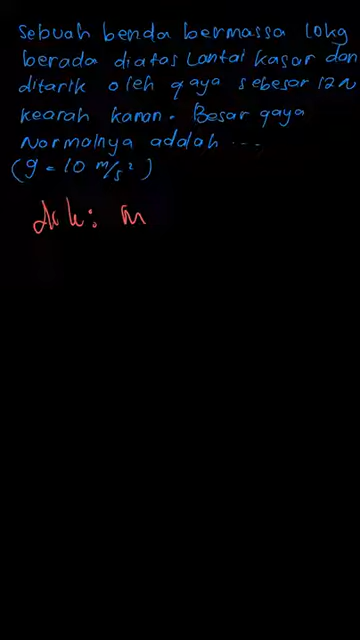 Sebuah benda bermassa 10kg
berada diatas Lantai kasar dan
ditarik oleh gaya sebesar 12N
kearah kanan. Besar gaya
Normalnya adalah ...
(g = 10 m/s²)
dik: m